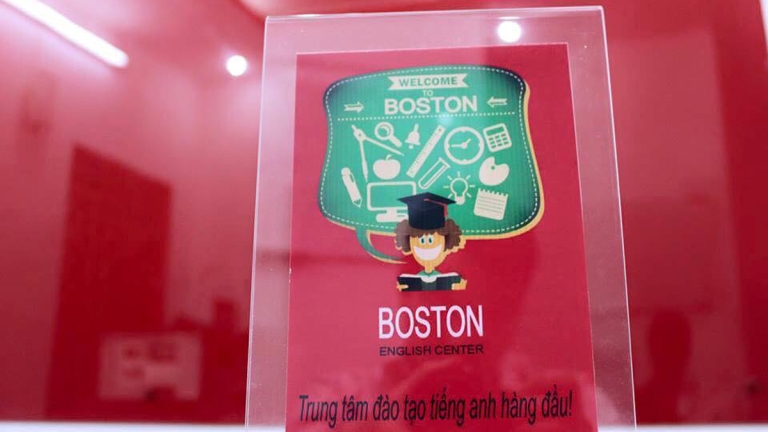 WELCOME
TO
BOSTON
BOSTON
ENGLISH CENTER
Trung tâm đào tạo tiếng anh hàng đầu!